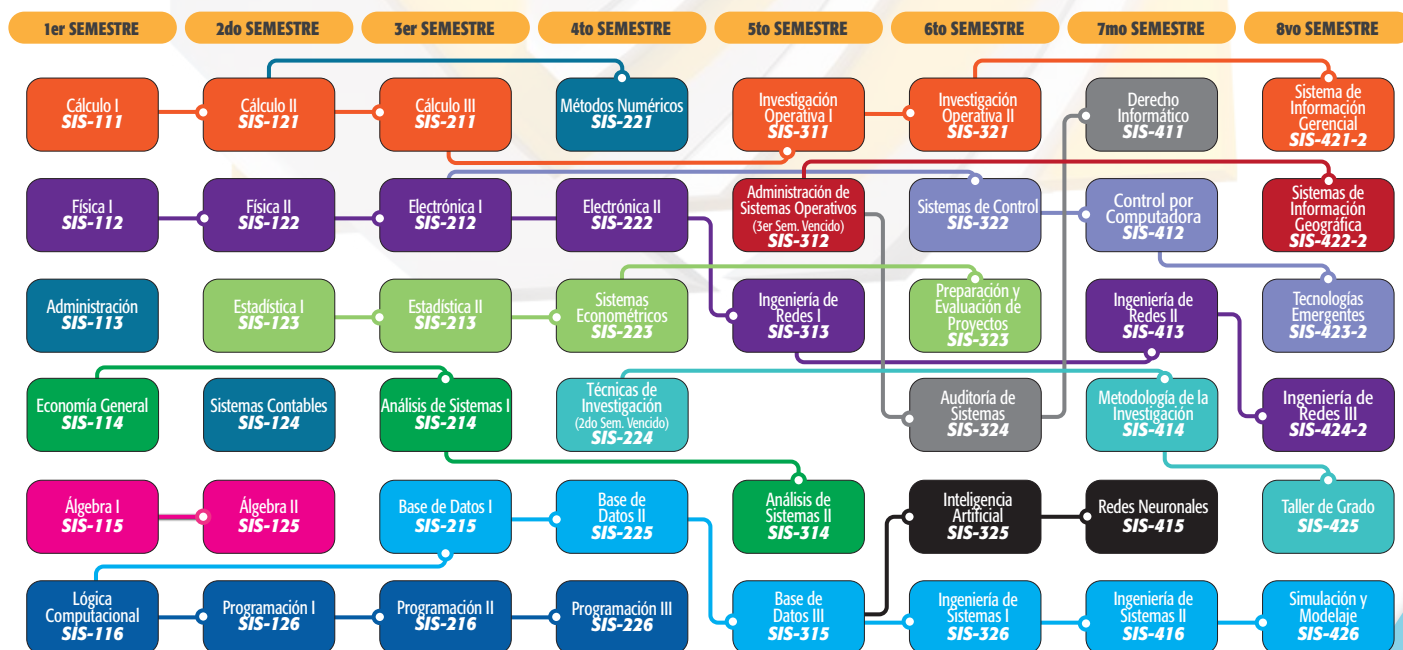 1er SEMESTRE
2do SEMESTRE
3er SEMESTRE
4to SEMESTRE
5to SEMESTRE
6to SEMESTRE
7mo SEMESTRE
8vo SEMESTRE
Cálculo I
SIS-111
Cálculo II
SIS-121
Cálculo III
SIS-211
Métodos Numéricos
SIS-221
Investigación
Operativa I
SIS-311
Investigación
Operativa II
SIS-321
Derecho
Informático
SIS-411
Sistema de
Información
Gerencial
SIS-421-2
Física I
SIS-112
Física II
SIS-122
Electrónica I
SIS-212
Electrónica II
SIS-222
Administración de
Sistemas Operativos
(3er Sem. Vencido)
SIS-312
Sistemas de Control
SIS-322
Control por
Computadora
SIS-412
Sistemas de
Información
Geográfica
SIS-422-2
Administración
SIS-113
Estadística I
SIS-123
Estadística II
SIS-213
Sistemas
Econométricos
SIS-223
Ingeniería de
Redes I
SIS-313
Preparación y
Evaluación de
Proyectos
SIS-323
Ingeniería de
Redes II
SIS-413
Tecnologías
Emergentes
SIS-423-2
Economía General
SIS-114
Sistemas Contables
SIS-124
Análisis de Sistemas I
SIS-214
Técnicas de
Investigación
(2do Sem. Vencido)
SIS-224
Auditoría de
Sistemas
SIS-324
Metodología de la
Investigación
SIS-414
Ingeniería de
Redes III
SIS-424-2
Álgebra I
SIS-115
Álgebra II
SIS-125
Base de Datos I
SIS-215
Base de
Datos II
SIS-225
Análisis de
Sistemas II
SIS-314
Inteligencia
Artificial
SIS-325
Redes Neuronales
SIS-415
Taller de Grado
SIS-425
Lógica
Computacional
SIS-116
Programación I
SIS-126
Programación II
SIS-216
Programación III
SIS-226
Base de
Datos III
SIS-315
Ingeniería de
Sistemas I
SIS-326
Ingeniería de
Sistemas II
SIS-416
Simulación y
Modelaje
SIS-426